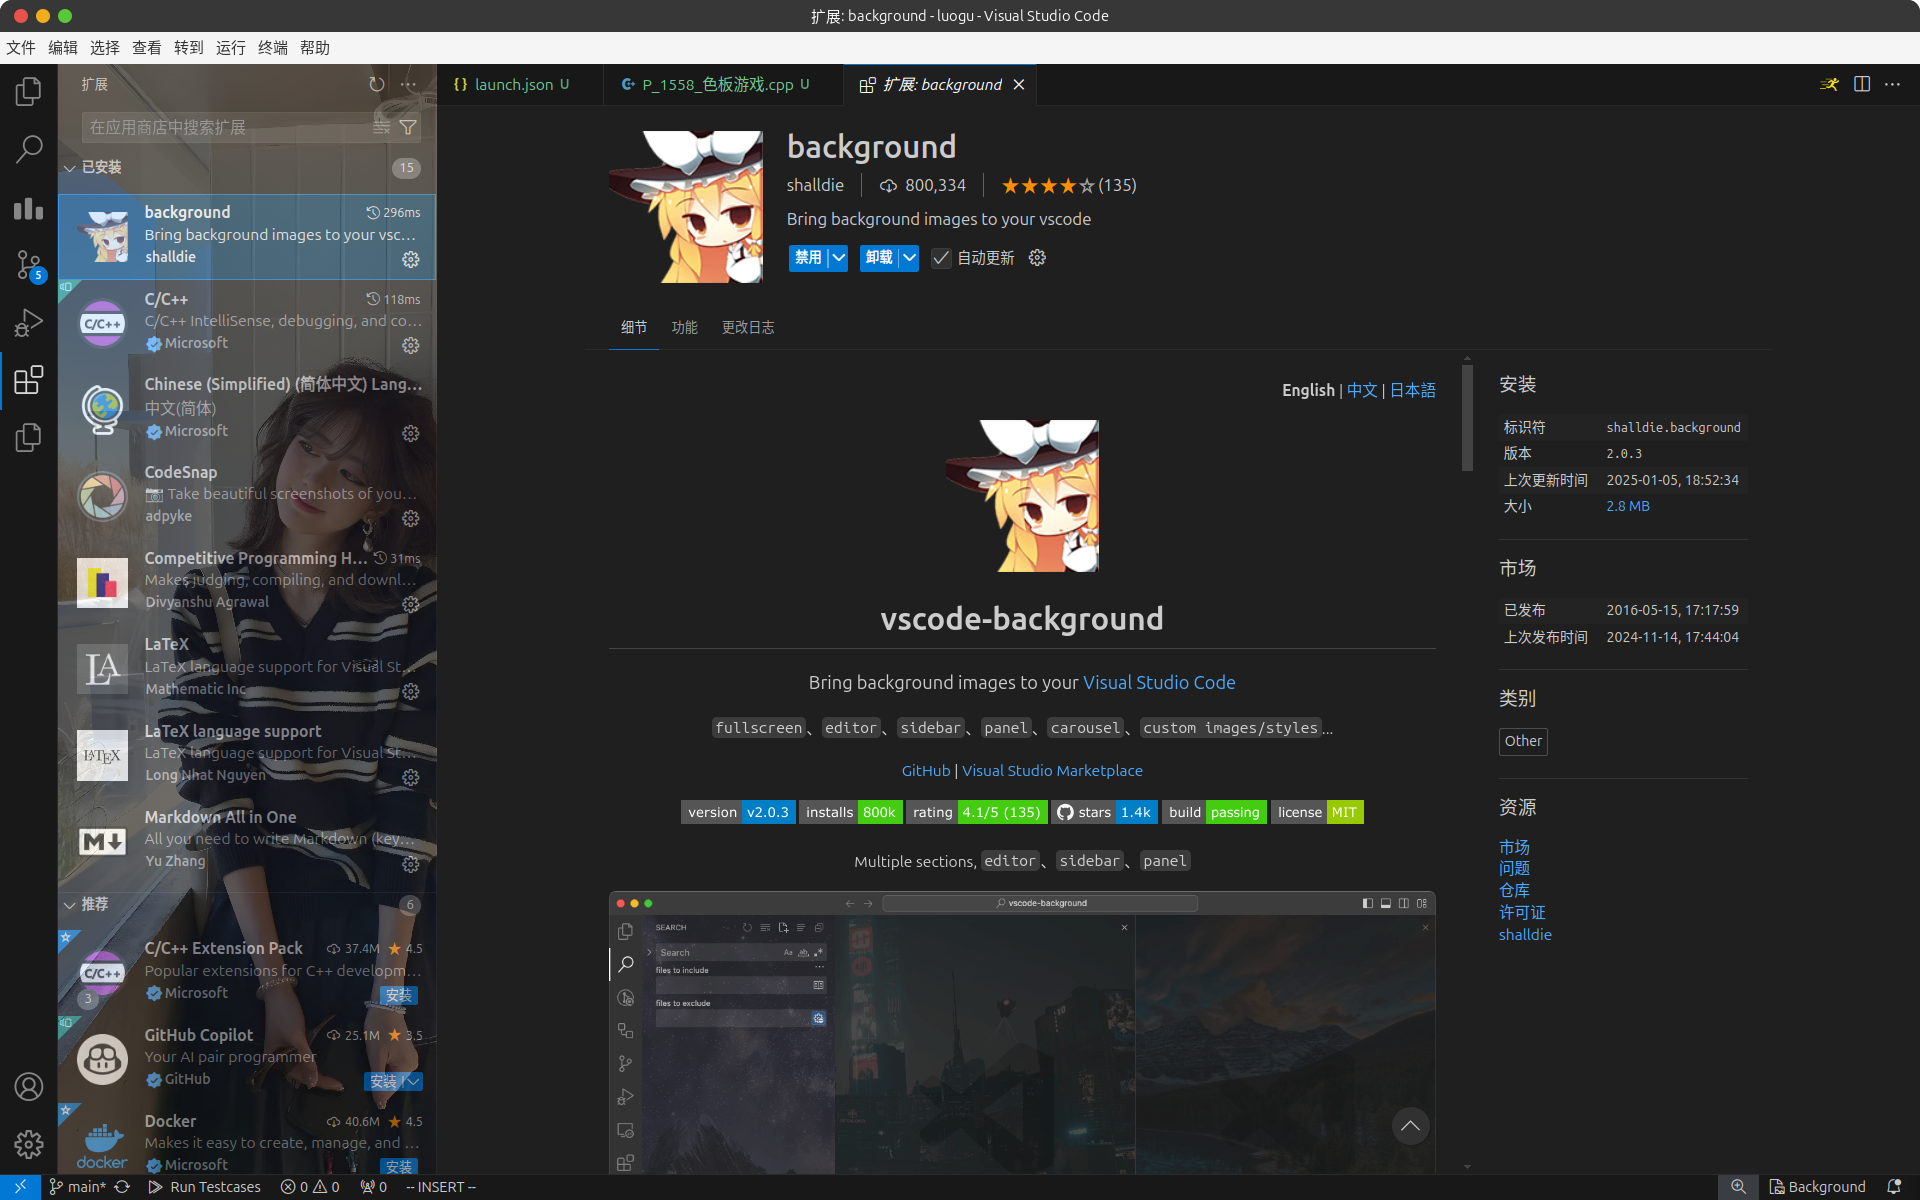 扩展: background - luogu - Visual Studio Code
文件 编辑 选择 查看 转到 运行 终端 帮助
扩展
{} launch.json U
P_1558_色板游戏.cpp U
扩展: background
在应用商店中搜索扩展
已安装 15
background 296ms
Bring background images to your vsc...
shalldie
C/C++ 118ms
C/C++ IntelliSense, debugging, and co...
Microsoft
Chinese (Simplified) (简体中文) Lang...
中文(简体)
Microsoft
CodeSnap
Take beautiful screenshots of you...
adpyke
Competitive Programming H... 31ms
Makes judging, compiling, and downl...
Divyanshu Agrawal
LaTeX
LaTeX language support for Visual St...
Mathematic Inc
LaTeX language support
LaTeX language support for Visual St...
Long Nhat Nguyen
Markdown All in One
All you need to write Markdown (key...
Yu Zhang
推荐 6
C/C++ Extension Pack 37.4M 4.5
Popular extensions for C++ developm...
3
Microsoft 安装
GitHub Copilot 25.1M 3.5
Your AI pair programmer
GitHub 安装
Docker 40.6M 4.5
Makes it easy to create, manage, and ...
docker
Microsoft 安装
5
background
shalldie 800,334 ★★★★☆(135)
Bring background images to your vscode
禁用 卸载 自动更新
细节 功能 更改日志
English | 中文 | 日本語
vscode-background
Bring background images to your Visual Studio Code
fullscreen、editor、sidebar、panel、carousel、custom images/styles...
GitHub | Visual Studio Marketplace
version v2.0.3 installs 800k rating 4.1/5 (135) stars 1.4k build passing license MIT
Multiple sections, editor、sidebar、panel
vscode-background
SEARCH
Search Aa ab
files to include
files to exclude
安装
标识符 shalldie.background
版本 2.0.3
上次更新时间 2025-01-05, 18:52:34
大小 2.8 MB
市场
已发布 2016-05-15, 17:17:59
上次发布时间 2024-11-14, 17:44:04
类别
Other
资源
市场
问题
仓库
许可证
shalldie
main* Run Testcases 0 0 0 -- INSERT -- Background